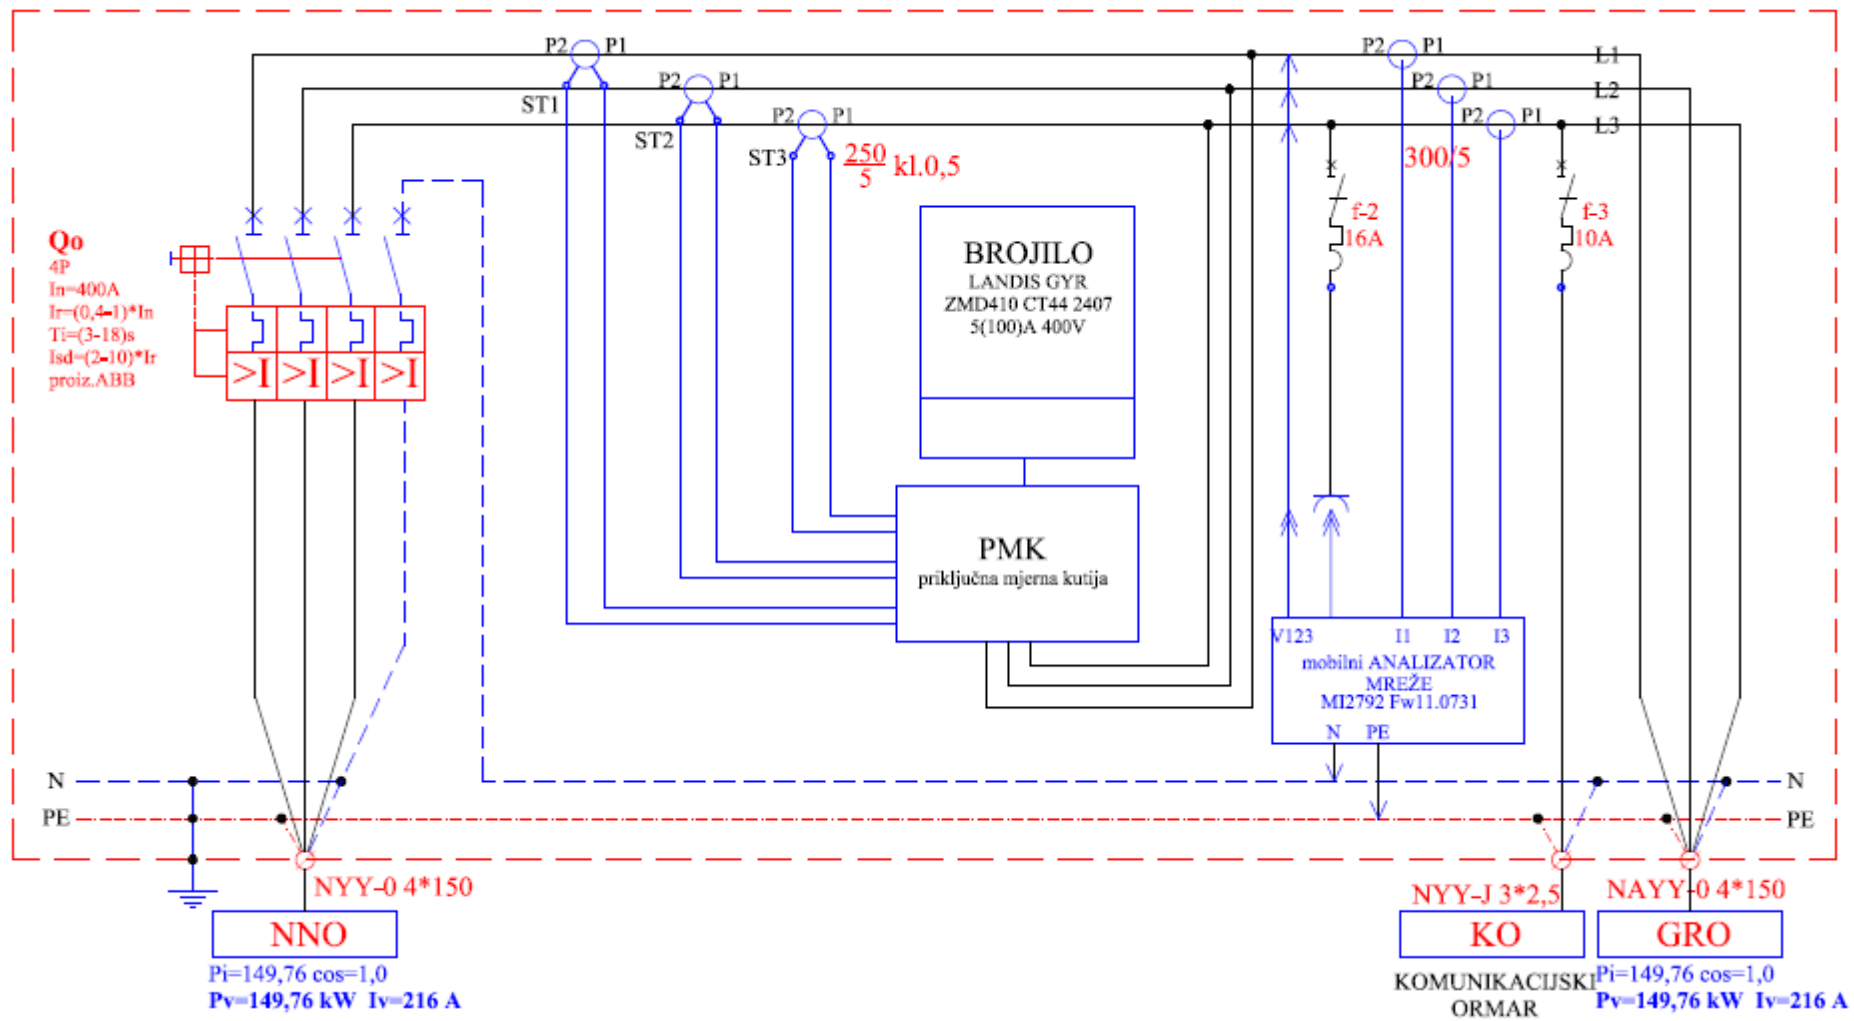 P2 P1
P2 P1
L1
P2 P1
P2 P1
L2
ST1
P2 P1
P2 P1
L3
ST2
ST3
250
5
kl.0,5
300/5
f-2
16A
f-3
10A
Qo
4P
In=400A
Ir=(0,4-1)*In
Ti=(3-18)s
Isd=(2-10)*Ir
proiz.ABB
>I >I >I >I
BROJILO
LANDIS GYR
ZMD410 CT44 2407
5(100)A 400V
PMK
priključna mjerna kutija
V123 I1 I2 I3
mobilni ANALIZATOR
MREŽE
MI2792 Fw11.0731
N PE
N
N
PE
PE
NYY-0 4*150
NYY-J 3*2,5
NAYY-0 4*150
NNO
KO
GRO
Pi=149,76 cos=1,0
Pv=149,76 kW Iv=216 A
KOMUNIKACIJSKI
ORMAR
Pi=149,76 cos=1,0
Pv=149,76 kW Iv=216 A